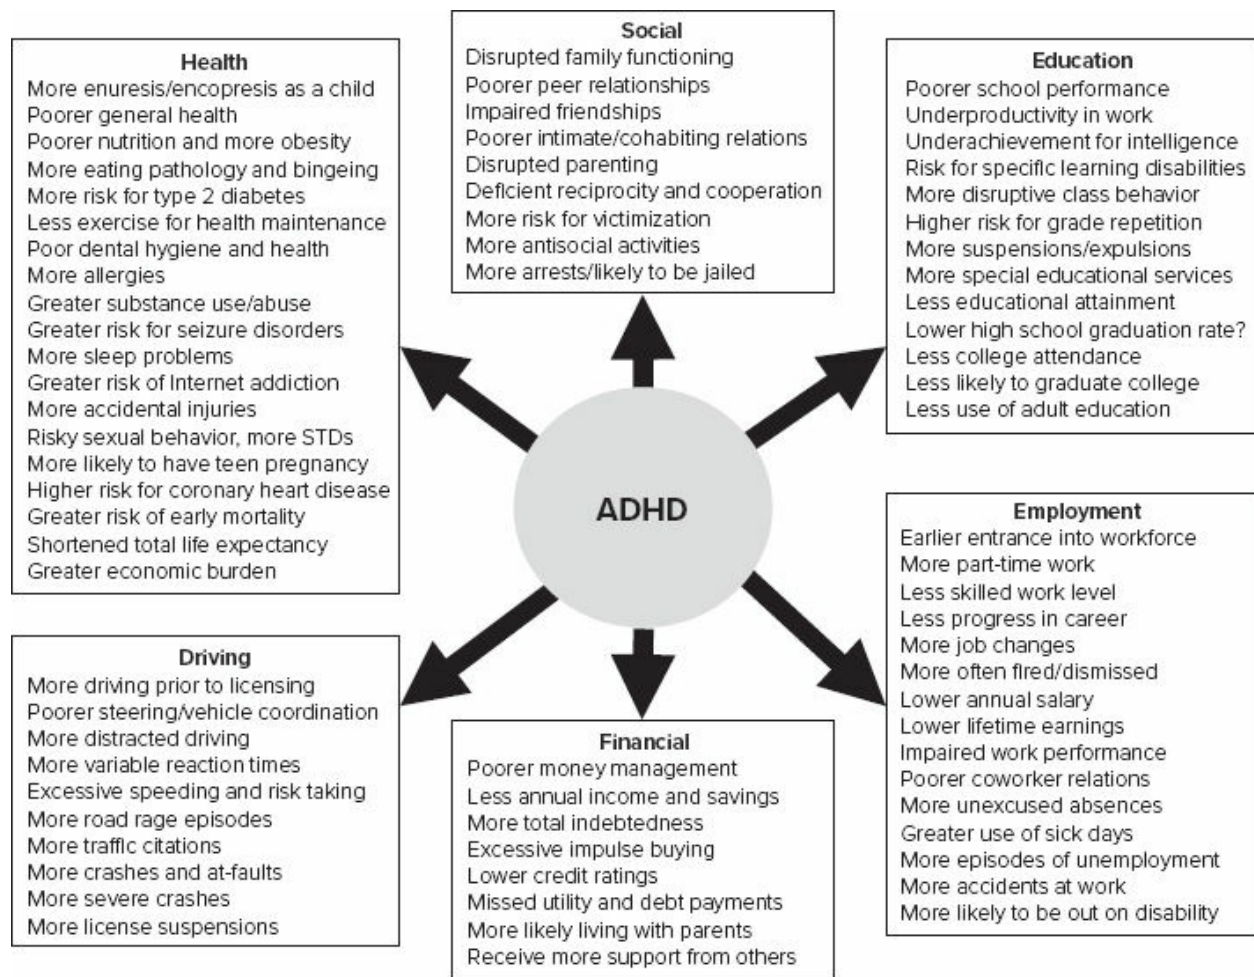 Health
More enuresis/encopresis as a child
Poorer general health
Poorer nutrition and more obesity
More eating pathology and bingeing
More risk for type 2 diabetes
Less exercise for health maintenance
Poor dental hygiene and health
More allergies
Greater substance use/abuse
Greater risk for seizure disorders
More sleep problems
Greater risk of Internet addiction
More accidental injuries
Risky sexual behavior, more STDs
More likely to have teen pregnancy
Higher risk for coronary heart disease
Greater risk of early mortality
Shortened total life expectancy
Greater economic burden
Social
Disrupted family functioning
Poorer peer relationships
Impaired friendships
Poorer intimate/cohabiting relations
Disrupted parenting
Deficient reciprocity and cooperation
More risk for victimization
More antisocial activities
More arrests/likely to be jailed
Education
Poorer school performance
Underproductivity in work
Underachievement for intelligence
Risk for specific learning disabilities
More disruptive class behavior
Higher risk for grade repetition
More suspensions/expulsions
More special educational services
Less educational attainment
Lower high school graduation rate?
Less college attendance
Less likely to graduate college
Less use of adult education
ADHD
Driving
More driving prior to licensing
Poorer steering/vehicle coordination
More distracted driving
More variable reaction times
Excessive speeding and risk taking
More road rage episodes
More traffic citations
More crashes and at-faults
More severe crashes
More license suspensions
Financial
Poorer money management
Less annual income and savings
More total indebtedness
Excessive impulse buying
Lower credit ratings
Missed utility and debt payments
More likely living with parents
Receive more support from others
Employment
Earlier entrance into workforce
More part-time work
Less skilled work level
Less progress in career
More job changes
More often fired/dismissed
Lower annual salary
Lower lifetime earnings
Impaired work performance
Poorer coworker relations
More unexcused absences
Greater use of sick days
More episodes of unemployment
More accidents at work
More likely to be out on disability